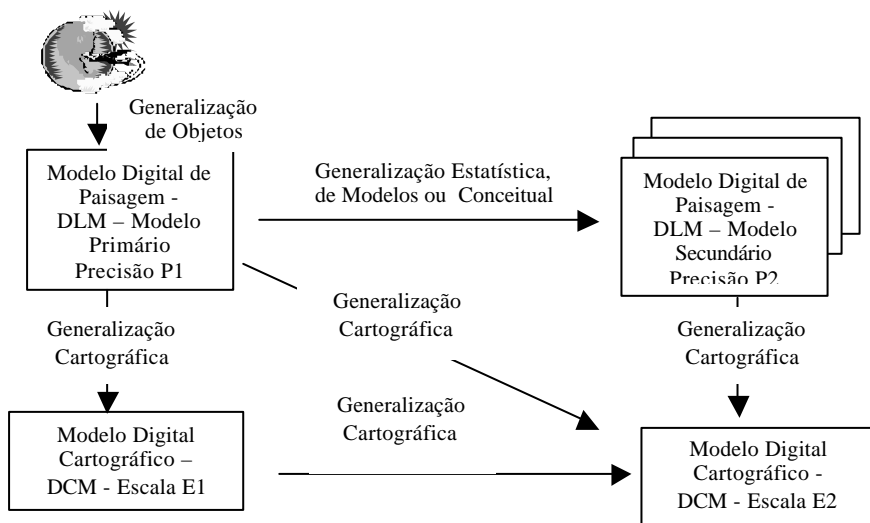 Generalização
de Objetos
Modelo Digital de
Paisagem -
DLM – Modelo
Primário
Precisão P1
Generalização Estatística,
de Modelos ou Conceitual
Modelo Digital de
Paisagem -
DLM – Modelo
Secundário
Precisão P2
Generalização
Cartográfica
Generalização
Cartográfica
Generalização
Cartográfica
Generalização
Cartográfica
Modelo Digital
Cartográfico –
DCM - Escala E1
Modelo Digital
Cartográfico -
DCM - Escala E2